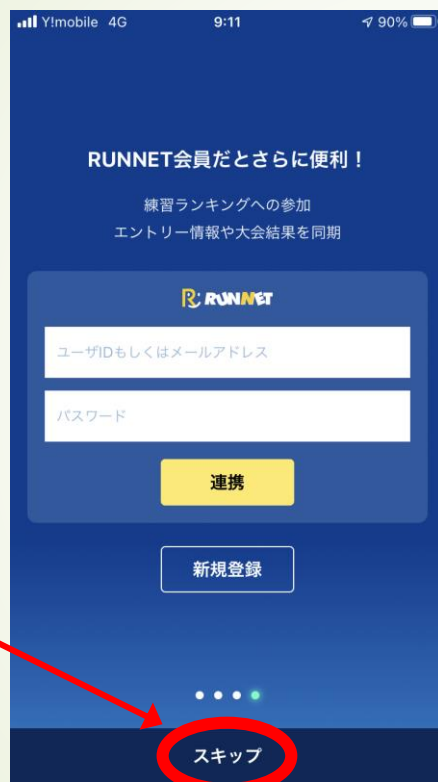 Y!mobile 4G 9:11 90%
RUNNET会員だとさらに便利！
練習ランキングへの参加
エントリー情報や大会結果を同期
RUNNET
ユーザIDもしくはメールアドレス
パスワード
連携
新規登録
スキップ